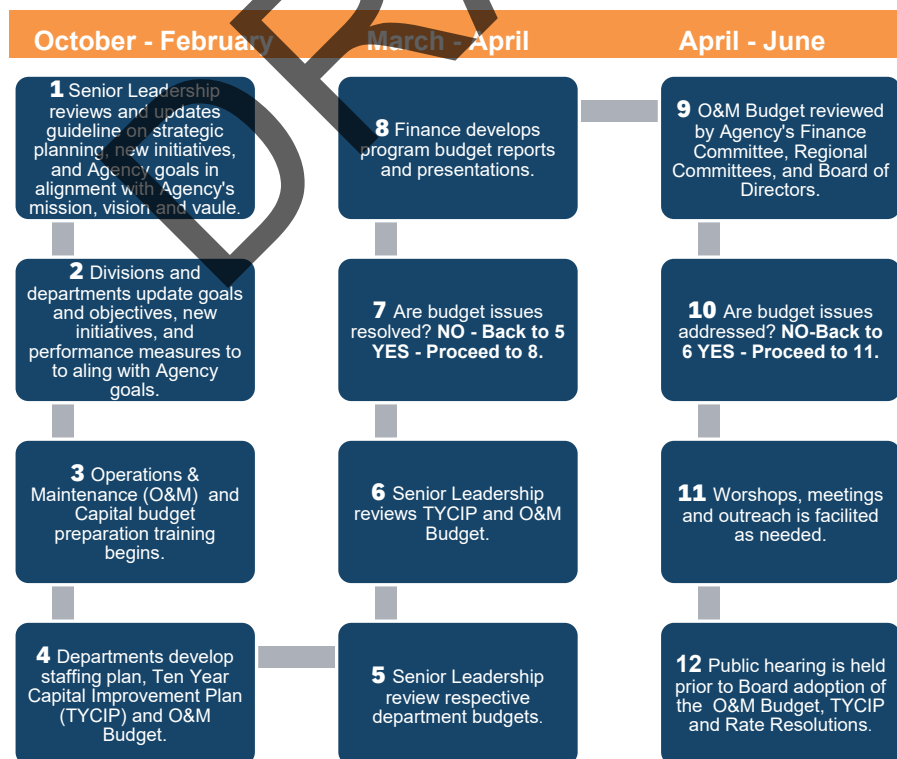 October - February
March - April
April - June
1 Senior Leadership
reviews and updates
guideline on strategic
planning, new initiatives,
and Agency goals in
alignment with Agency's
mission, vision and vaule.
2 Divisions and
departments update goals
and objectives, new
initiatives, and
performance measures to
to aling with Agency
goals.
3 Operations &
Maintenance (O&M) and
Capital budget
preparation training
begins.
4 Departments develop
staffing plan, Ten Year
Capital Improvement Plan
(TYCIP) and O&M
Budget.
5 Senior Leadership
review respective
department budgets.
6 Senior Leadership
reviews TYCIP and O&M
Budget.
7 Are budget issues
resolved? NO - Back to 5
YES - Proceed to 8.
8 Finance develops
program budget reports
and presentations.
9 O&M Budget reviewed
by Agency's Finance
Committee, Regional
Committees, and Board of
Directors.
10 Are budget issues
addressed? NO-Back to
6 YES - Proceed to 11.
11 Worshops, meetings
and outreach is facilited
as needed.
12 Public hearing is held
prior to Board adoption of
the O&M Budget, TYCIP
and Rate Resolutions.